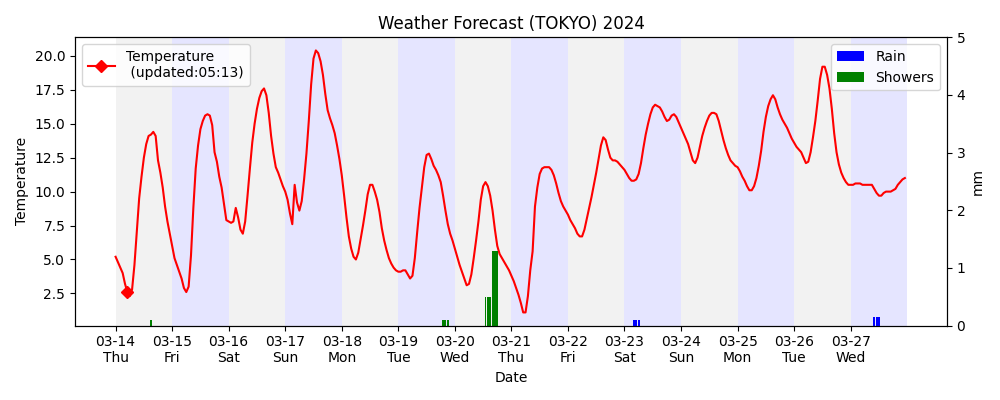 Weather Forecast (TOKYO) 2024
Temperature
(updated:05:13)
Rain
Showers
20.0
17.5
15.0
12.5
10.0
7.5
5.0
2.5
Temperature
5
4
3
2
1
0
mm
03-14 03-15 03-16 03-17 03-18 03-19 03-20 03-21 03-22 03-23 03-24 03-25 03-26 03-27
Thu Fri Sat Sun Mon Tue Wed Thu Fri Sat Sun Mon Tue Wed
Date